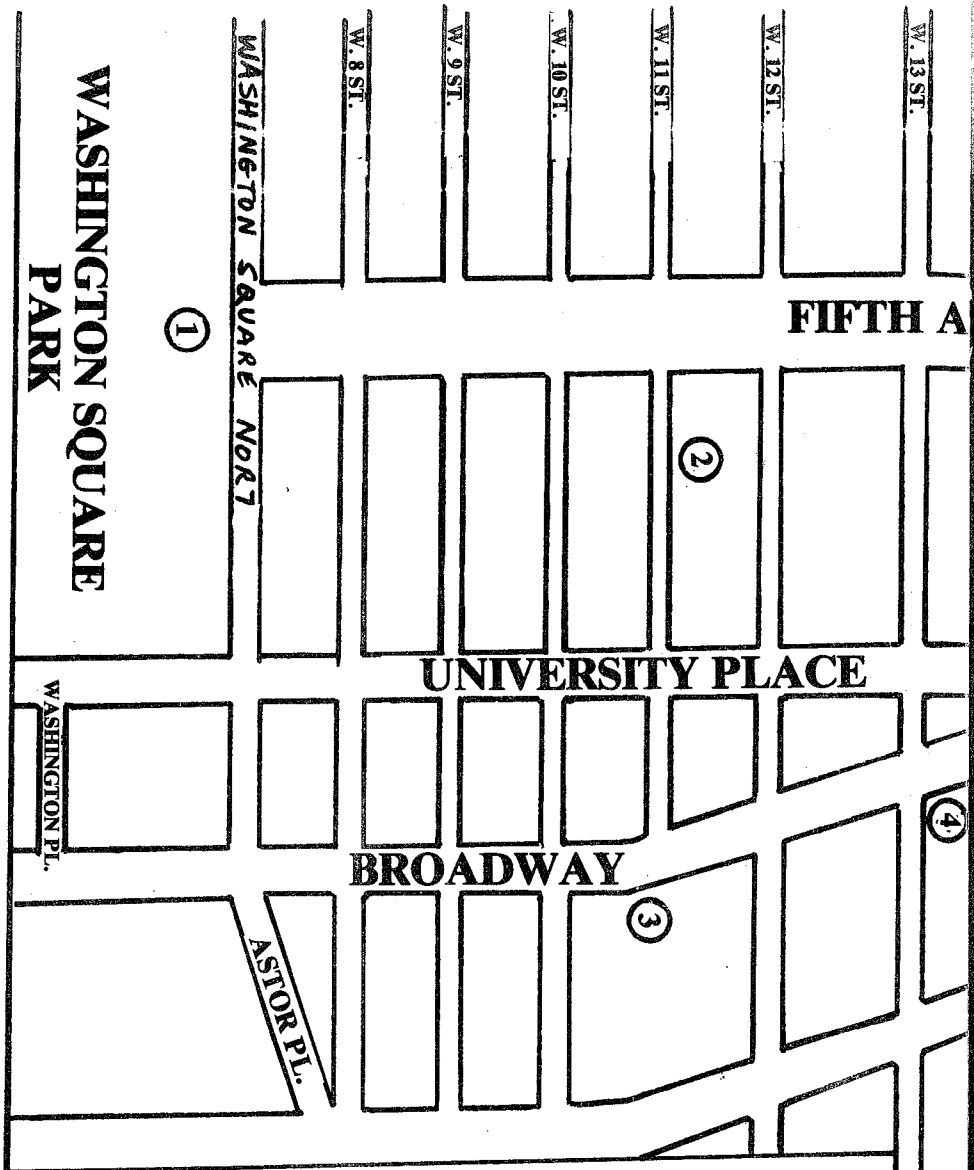 W. 13 ST.
W. 12 ST.
W. 11 ST.
W. 10 ST.
W. 9 ST.
W. 8 ST.
WASHINGTON SQUARE NORT
WASHINGTON SQUARE
PARK
1
2
3
4
FIFTH A
UNIVERSITY PLACE
WASHINGTON PL.
BROADWAY
ASTOR PL.